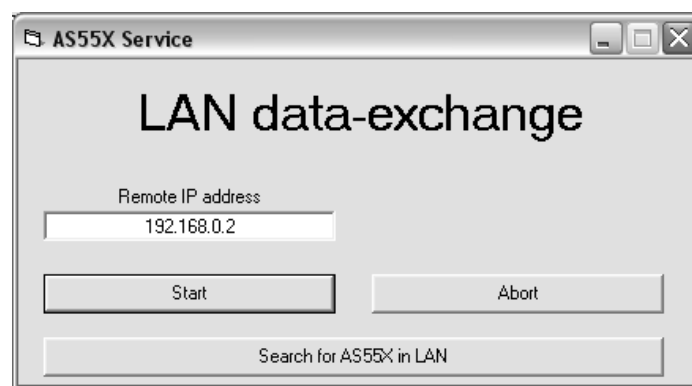 AS55X Service
LAN data-exchange
Remote IP address
192.168.0.2
Start Abort
Search for AS55X in LAN